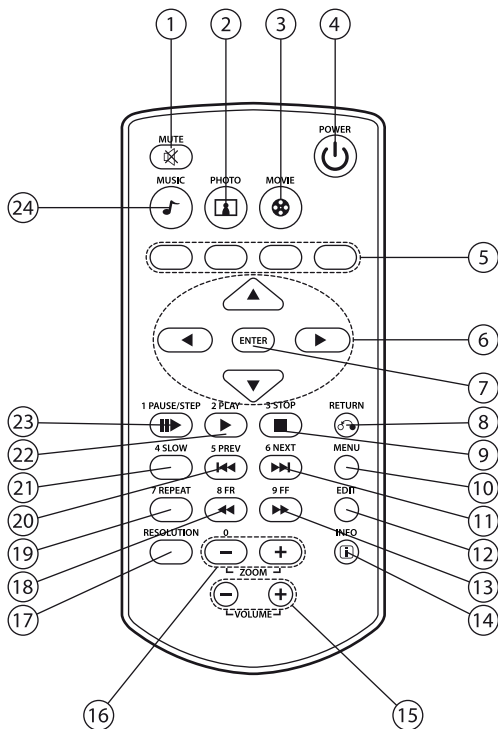 1 2 3 4
MUTE POWER
MUSIC PHOTO MOVIE
24
5
ENTER 6
7
1 PAUSE/STEP 2 PLAY 3 STOP RETURN
23 8
22 9
4 SLOW 5 PREV 6 NEXT MENU
21 10
20 11
7 REPEAT 8 FR 9 FF EDIT
19 12
18 13
RESOLUTION 0 INFO
i
17 14
ZOOM
VOLUME
16 15